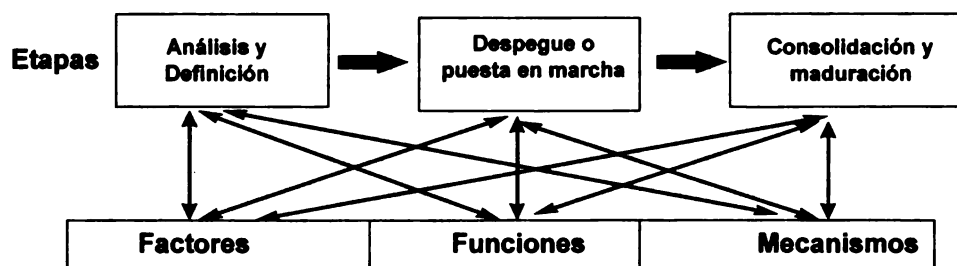 Etapas
Análisis y
Definición
Despegue o
puesta en marcha
Consolidación y
maduración
Factores
Funciones
Mecanismos